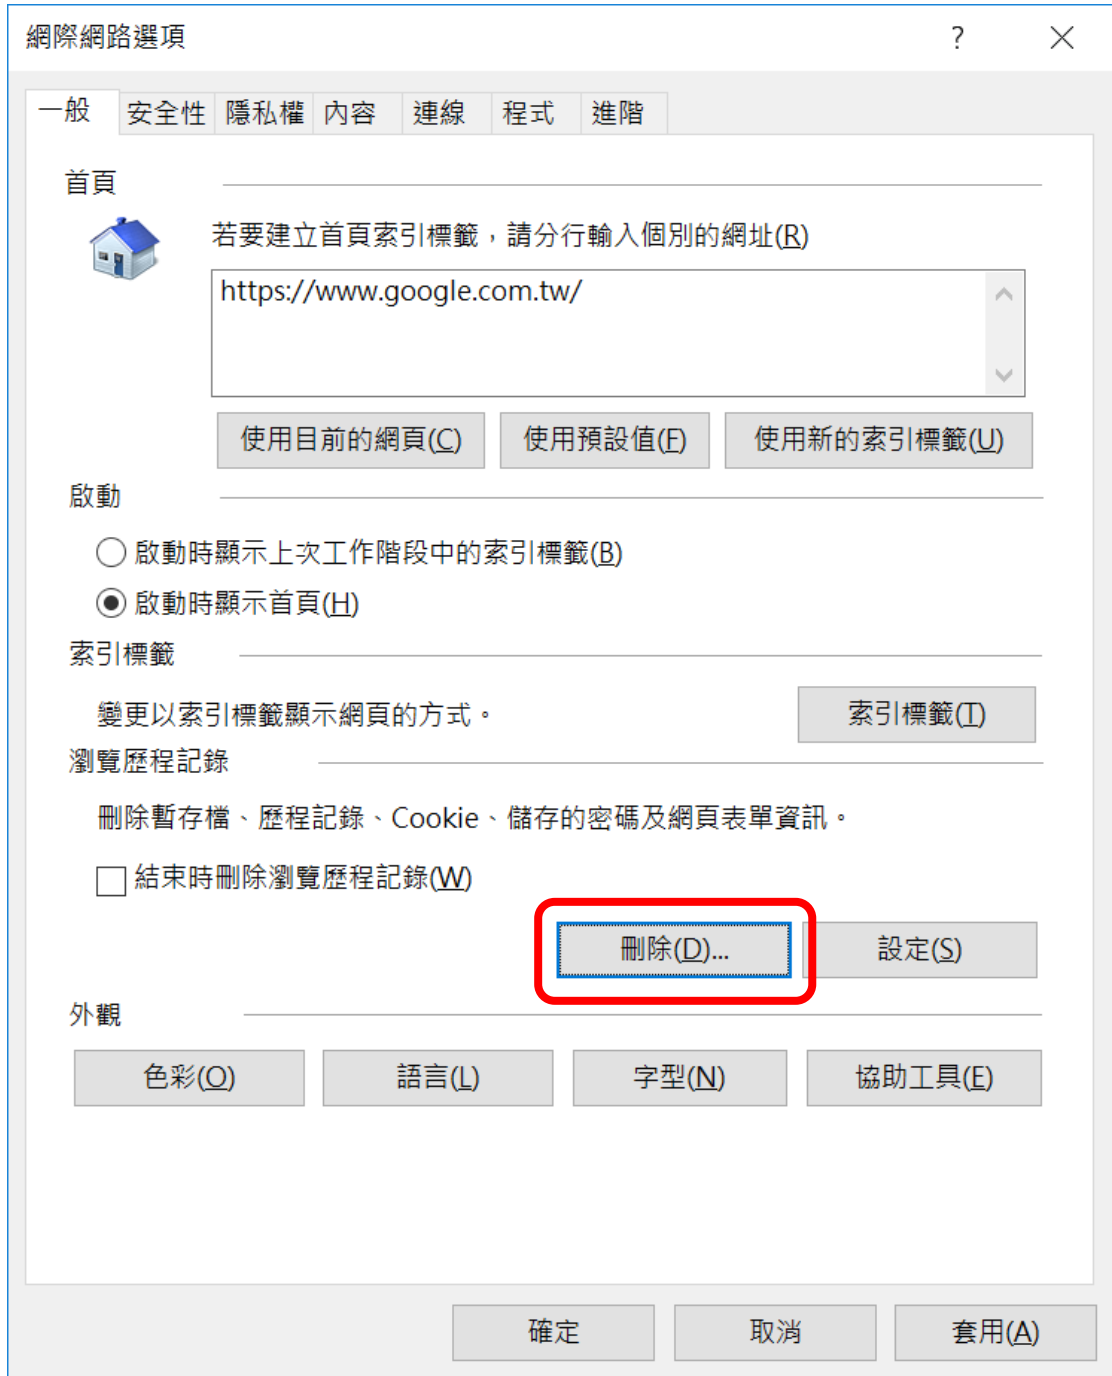 網際網路選項 ?
一般 安全性 隱私權 內容 連線 程式 進階
首頁
若要建立首頁索引標籤，請分行輸入個別的網址(R)
https://www.google.com.tw/
使用目前的網頁(C) 使用預設值(F) 使用新的索引標籤(U)
啟動
啟動時顯示上次工作階段中的索引標籤(B)
啟動時顯示首頁(H)
索引標籤
變更以索引標籤顯示網頁的方式。 索引標籤(T)
瀏覽歷程記錄
刪除暫存檔、歷程記錄、Cookie、儲存的密碼及網頁表單資訊。
結束時刪除瀏覽歷程記錄(W)
刪除(D)... 設定(S)
外觀
色彩(O) 語言(L) 字型(N) 協助工具(E)
確定 取消 套用(A)